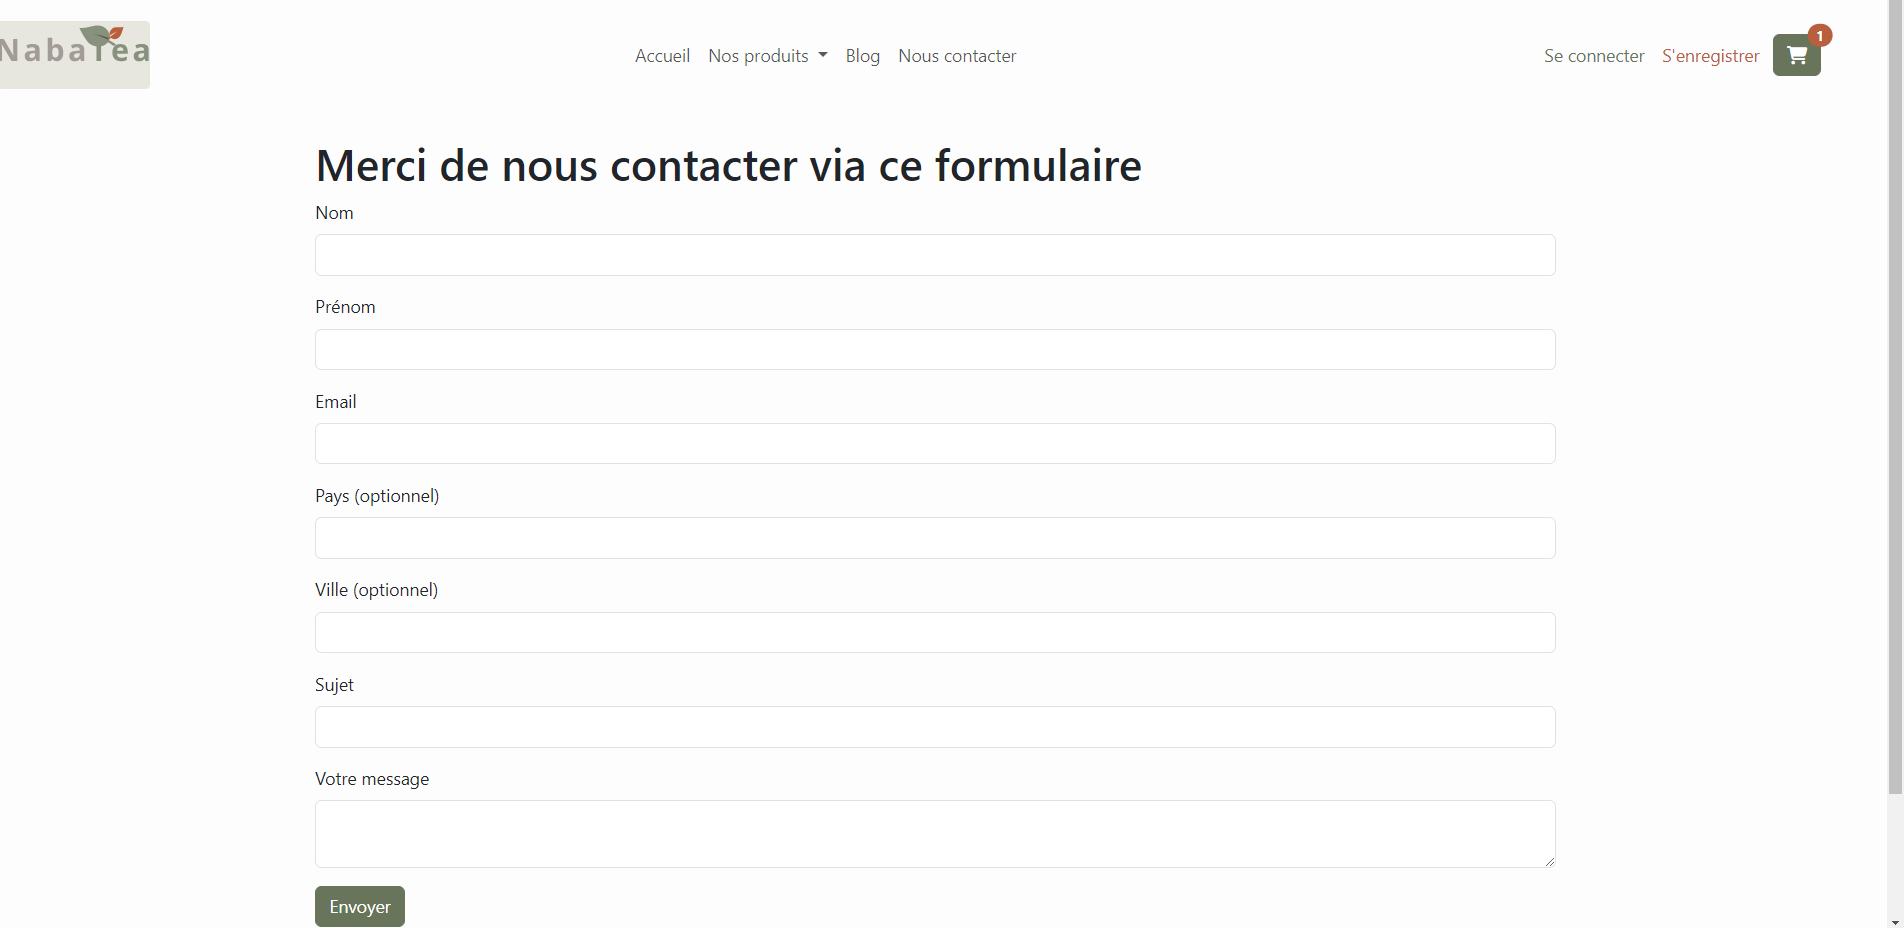 NabaTea
Accueil Nos produits Blog Nous contacter
Se connecter S'enregistrer 1
Merci de nous contacter via ce formulaire
Nom
Prénom
Email
Pays (optionnel)
Ville (optionnel)
Sujet
Votre message
Envoyer